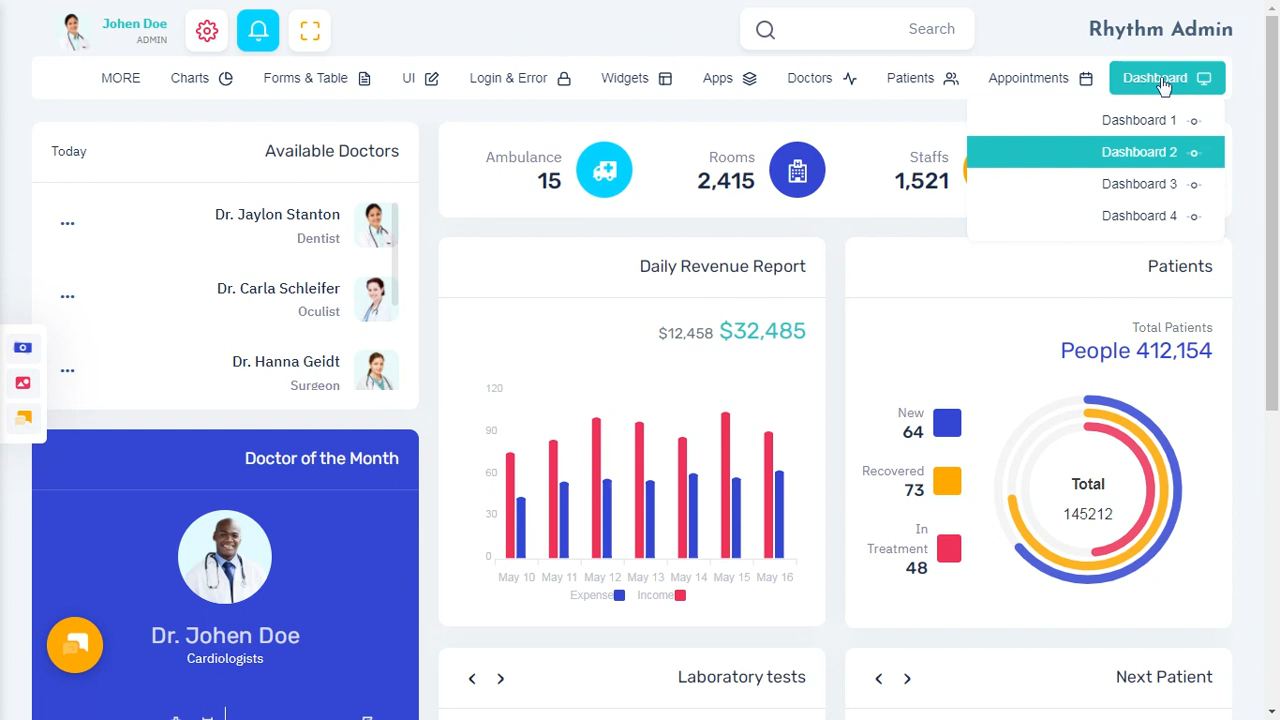 Johen Doe
ADMIN
Search
Rhythm Admin
MORE
Charts
Forms & Table
UI
Login & Error
Widgets
Apps
Doctors
Patients
Appointments
Dashboard
Dashboard 1
Dashboard 2
Dashboard 3
Dashboard 4
Today
Available Doctors
Dr. Jaylon Stanton
Dentist
Dr. Carla Schleifer
Oculist
Dr. Hanna Geidt
Surgeon
Ambulance
15
Rooms
2,415
Staffs
1,521
Daily Revenue Report
$12,458 $32,485
120
90
60
30
0
May 10 May 11 May 12 May 13 May 14 May 15 May 16
Expense Income
Patients
Total Patients
People 412,154
New
64
Recovered
73
In
Treatment
48
Total
145212
Doctor of the Month
Dr. Johen Doe
Cardiologists
Laboratory tests
Next Patient